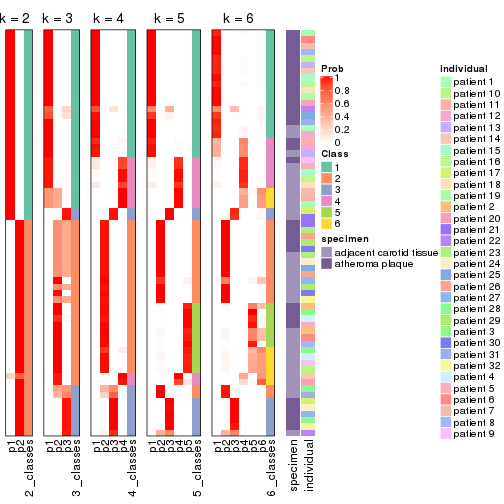 k = 2
k = 3
k = 4
k = 5
k = 6
p1
p2
2_classes
p1
p2
p3
3_classes
p1
p2
p3
p4
4_classes
p1
p2
p3
p4
p5
5_classes
p1
p2
p3
p4
p5
p6
6_classes
specimen
individual
Prob
1
0.8
0.6
0.4
0.2
0
Class
1
2
3
4
5
6
specimen
adjacent carotid tissue
atheroma plaque
individual
patient 1
patient 10
patient 11
patient 12
patient 13
patient 14
patient 15
patient 16
patient 17
patient 18
patient 19
patient 2
patient 20
patient 21
patient 22
patient 23
patient 24
patient 25
patient 26
patient 27
patient 28
patient 29
patient 3
patient 30
patient 31
patient 32
patient 4
patient 5
patient 6
patient 7
patient 8
patient 9